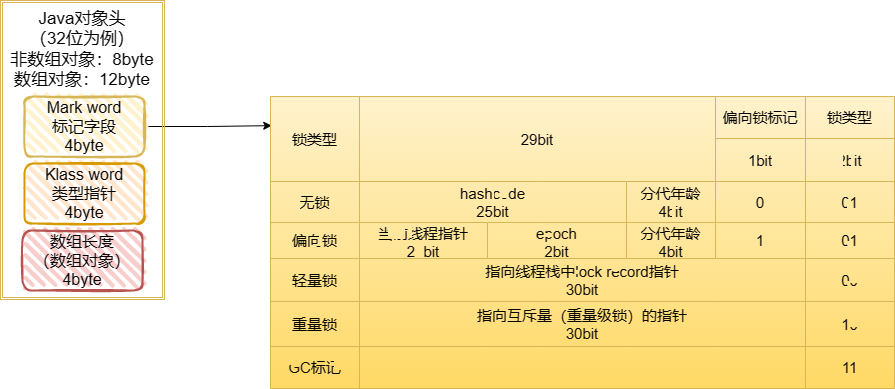 Java对象头
（32位为例）
非数组对象：8byte
数组对象：12byte
Mark word
标记字段
4byte
Klass word
类型指针
4byte
数组长度
（数组对象）
4byte
锁类型
29bit
偏向锁标记
锁类型
1bit
2bit
无锁
hashcode
25bit
分代年龄
4bit
0
01
偏向锁
线程指针
epoch
2bit
分代年龄
4bit
1
01
轻量锁
指向线程栈中lock record指针
30bit
重量锁
指向互斥量（重量级锁）的指针
30bit
GC标记
11